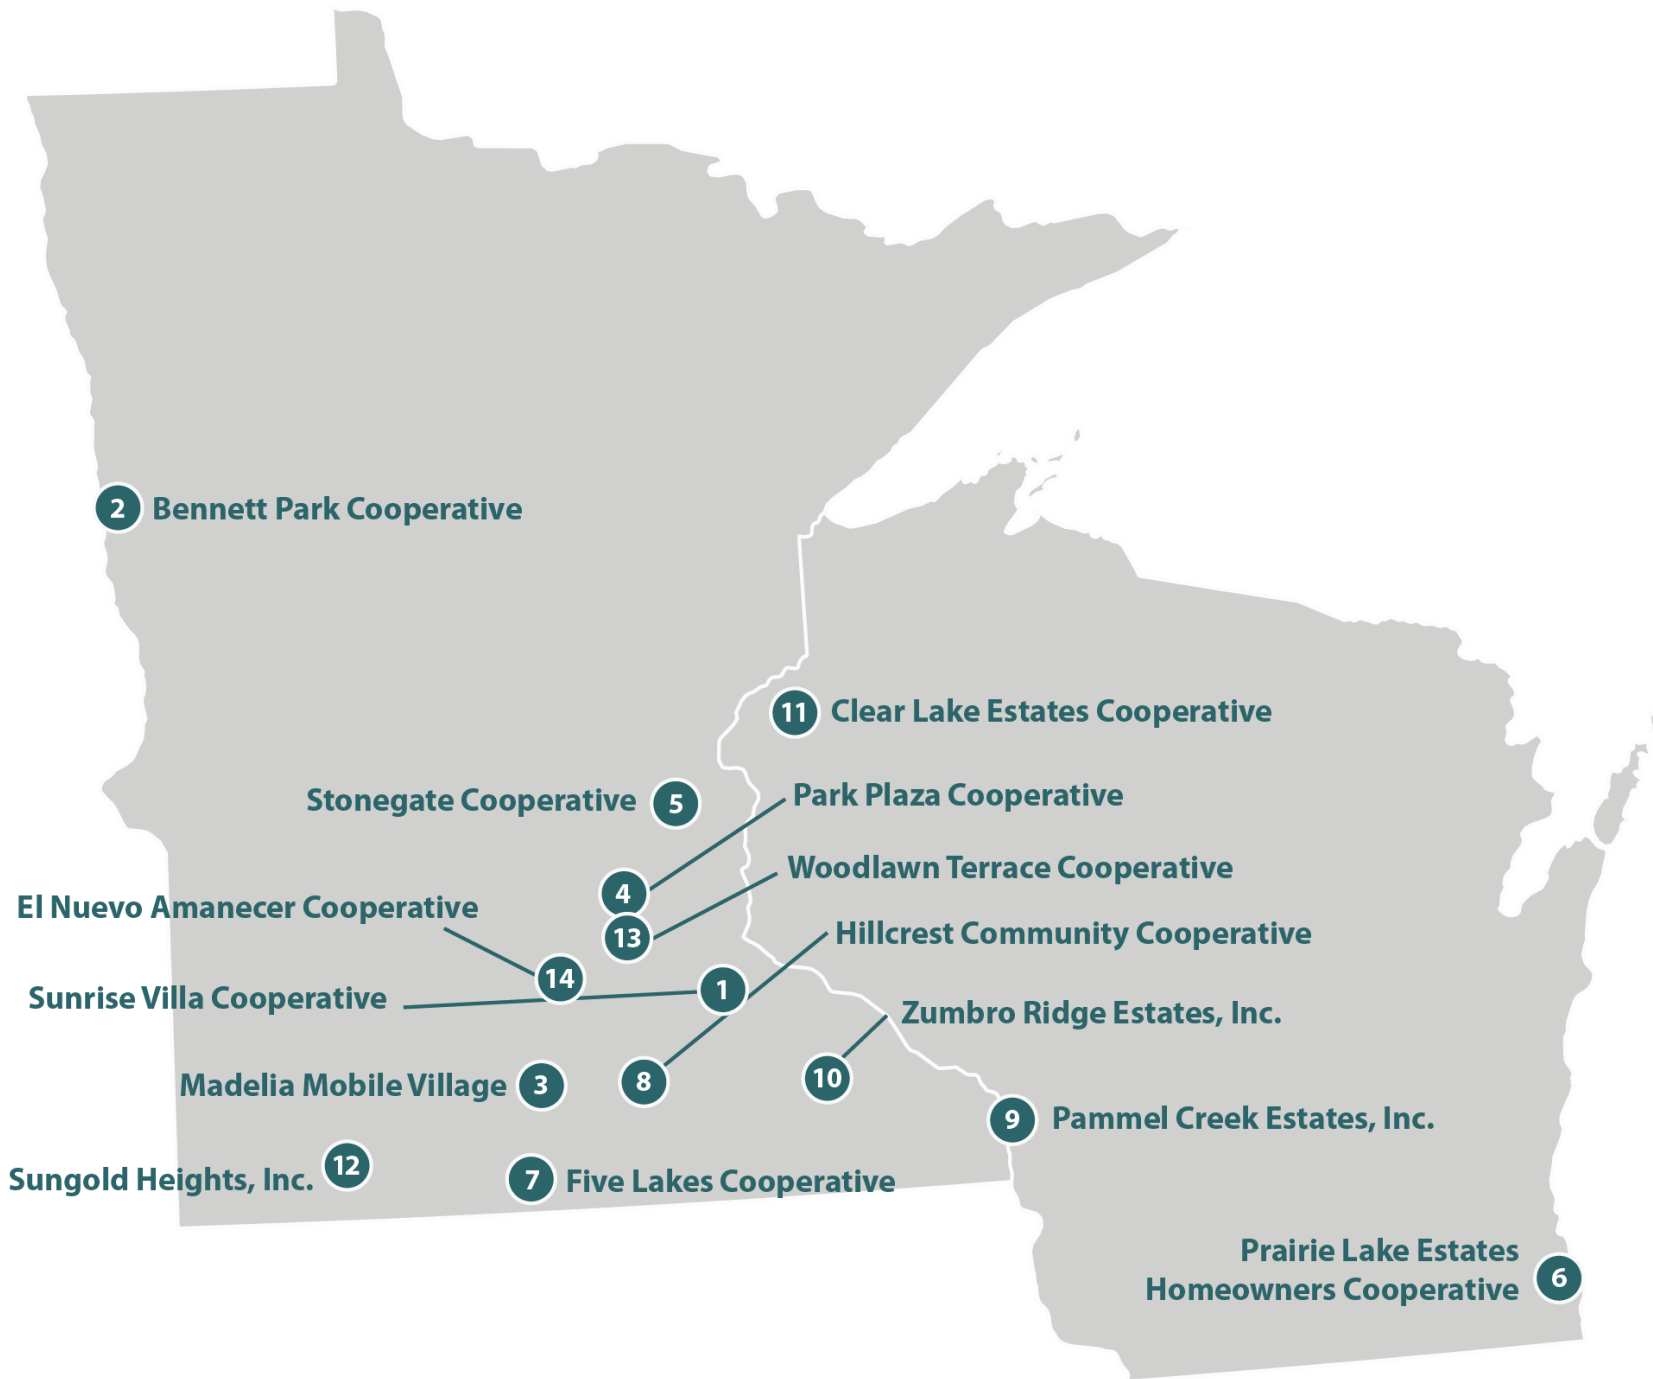 2 Bennett Park Cooperative
11 Clear Lake Estates Cooperative
Stonegate Cooperative 5
Park Plaza Cooperative
4
Woodlawn Terrace Cooperative
El Nuevo Amanecer Cooperative
13
Hillcrest Community Cooperative
14
Sunrise Villa Cooperative
1
Zumbro Ridge Estates, Inc.
Madelia Mobile Village 3
8
10
9 Pammel Creek Estates, Inc.
Sungold Heights, Inc. 12
7 Five Lakes Cooperative
Prairie Lake Estates
Homeowners Cooperative
6